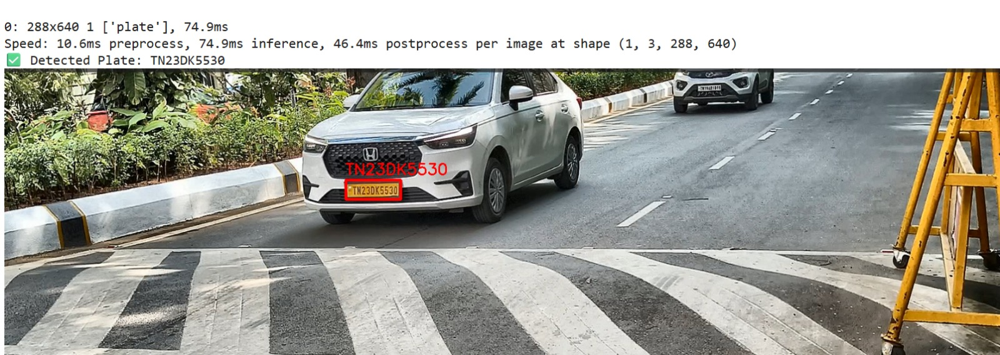 0: 288x640 1 ['plate'], 74.9ms
Speed: 10.6ms preprocess, 74.9ms inference, 46.4ms postprocess per image at shape (1, 3, 288, 640)
✅ Detected Plate: TN23DK5530
TN23DK5530
TN23DK5530